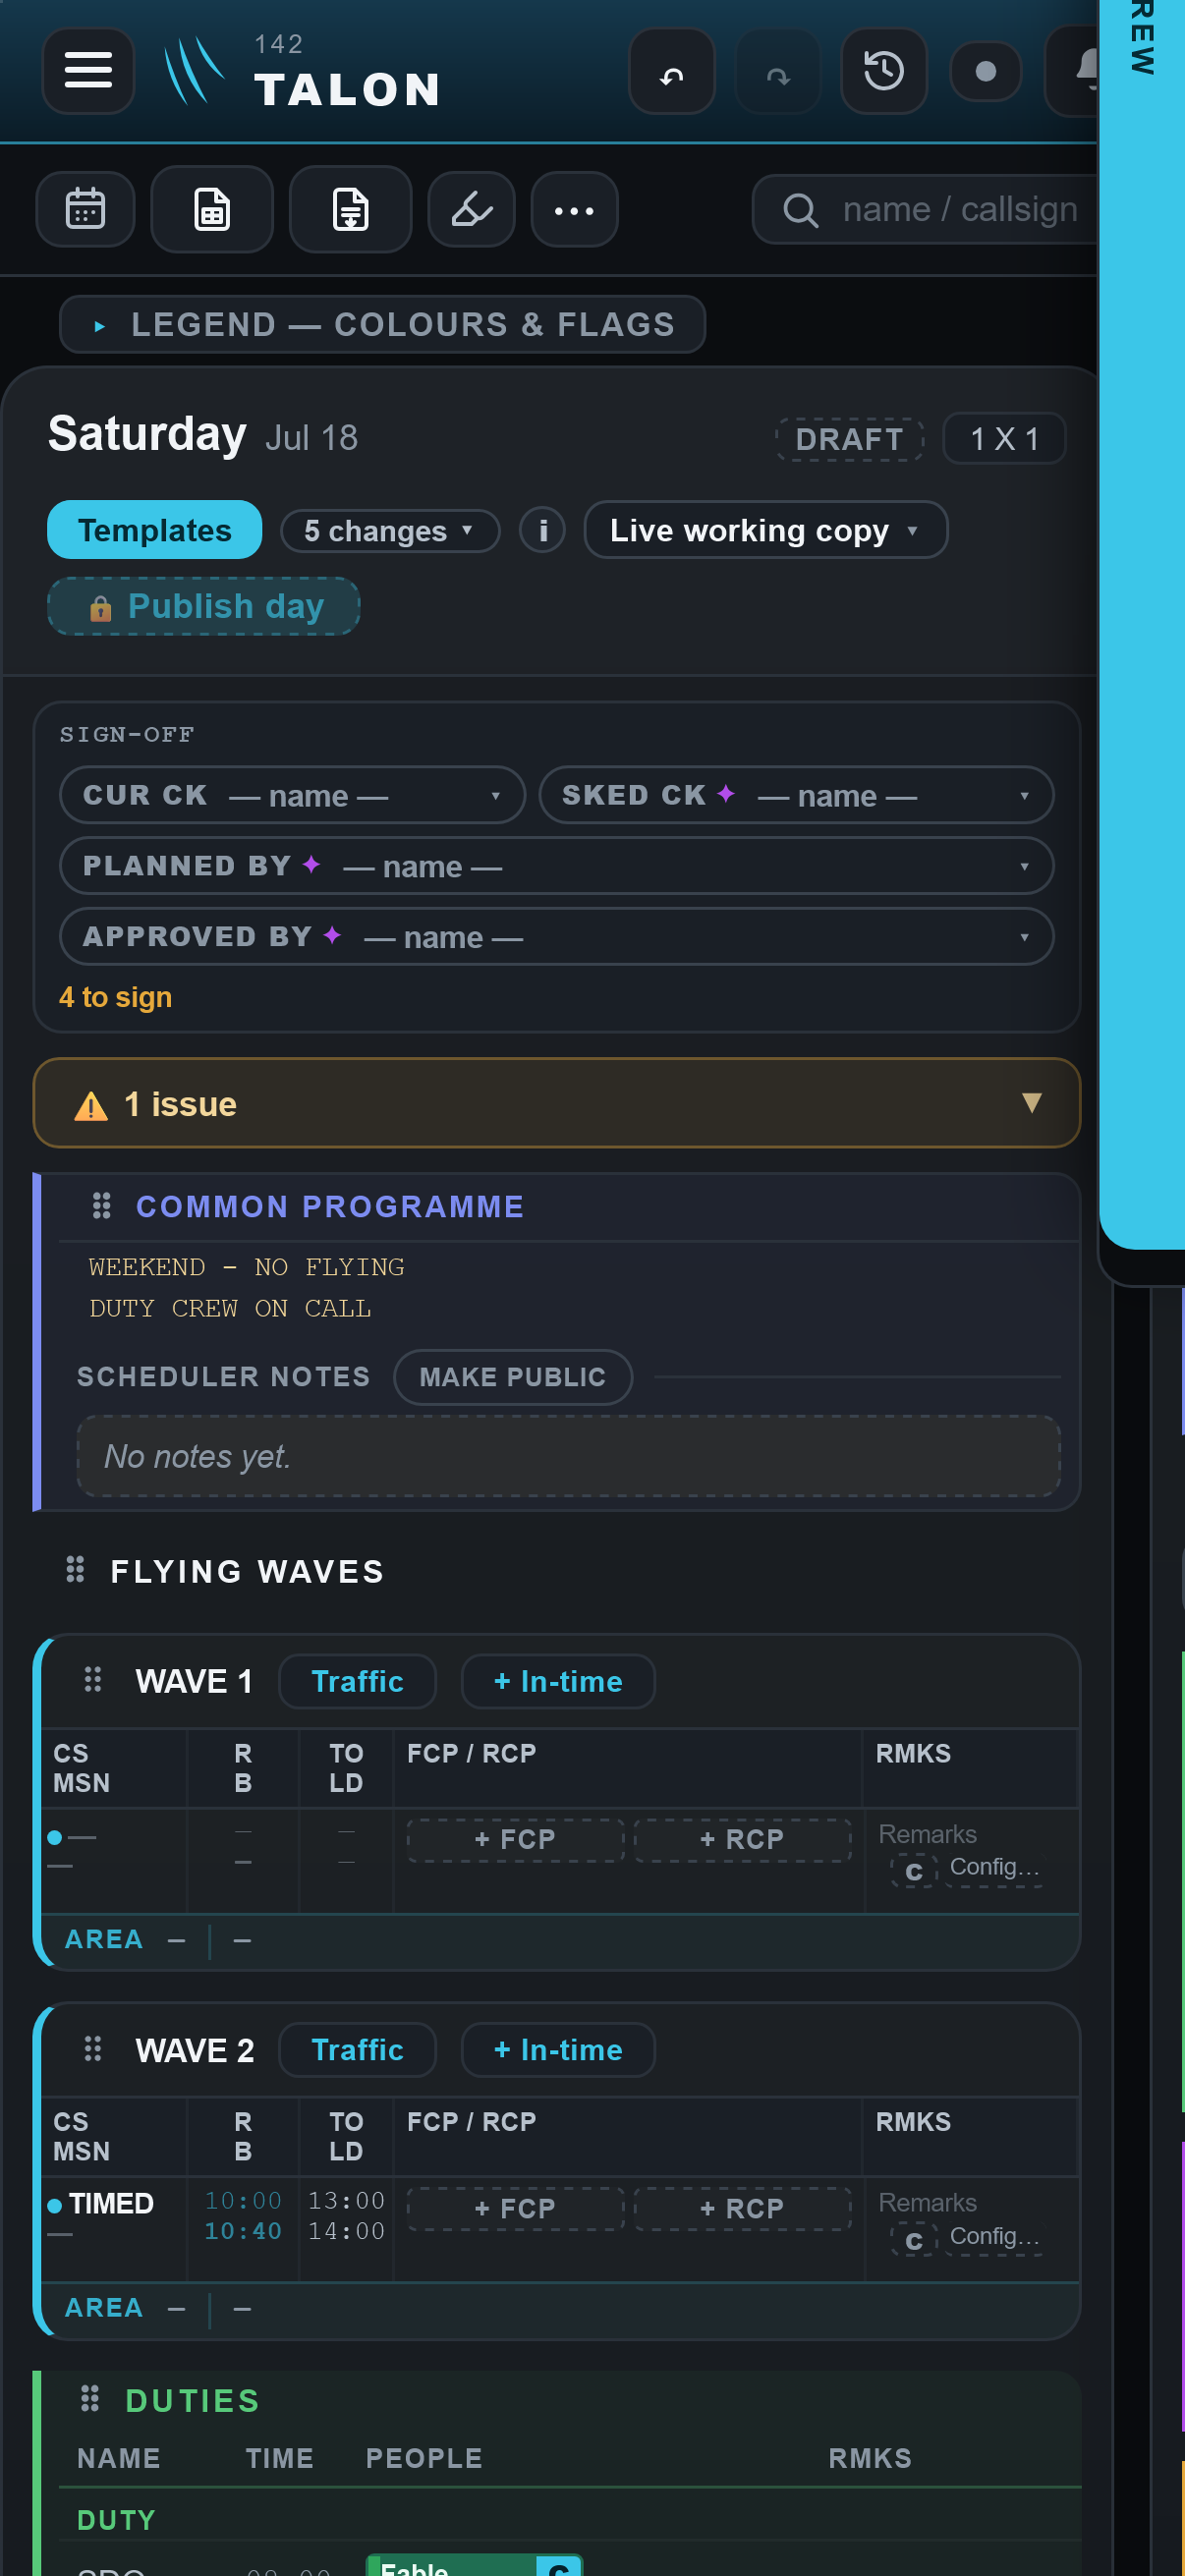 142
TALON
REW
name / callsign
▸ LEGEND — COLOURS & FLAGS
Saturday Jul 18 DRAFT 1 X 1
Templates 5 changes ▾ i Live working copy ▾
Publish day
SIGN-OFF
CUR CK — name — ▾ SKED CK ✦ — name — ▾
PLANNED BY ✦ — name — ▾
APPROVED BY ✦ — name — ▾
4 to sign
⚠ 1 issue ▼
COMMON PROGRAMME
WEEKEND - NO FLYING
DUTY CREW ON CALL
SCHEDULER NOTES MAKE PUBLIC
No notes yet.
FLYING WAVES
WAVE 1 Traffic + In-time
CS R TO FCP / RCP RMKS
MSN B LD
— — — + FCP + RCP Remarks
— — — C Config…
AREA — | —
WAVE 2 Traffic + In-time
CS R TO FCP / RCP RMKS
MSN B LD
TIMED 10:00 13:00 + FCP + RCP Remarks
— 10:40 14:00 C Config…
AREA — | —
DUTIES
NAME TIME PEOPLE RMKS
DUTY
Fable C